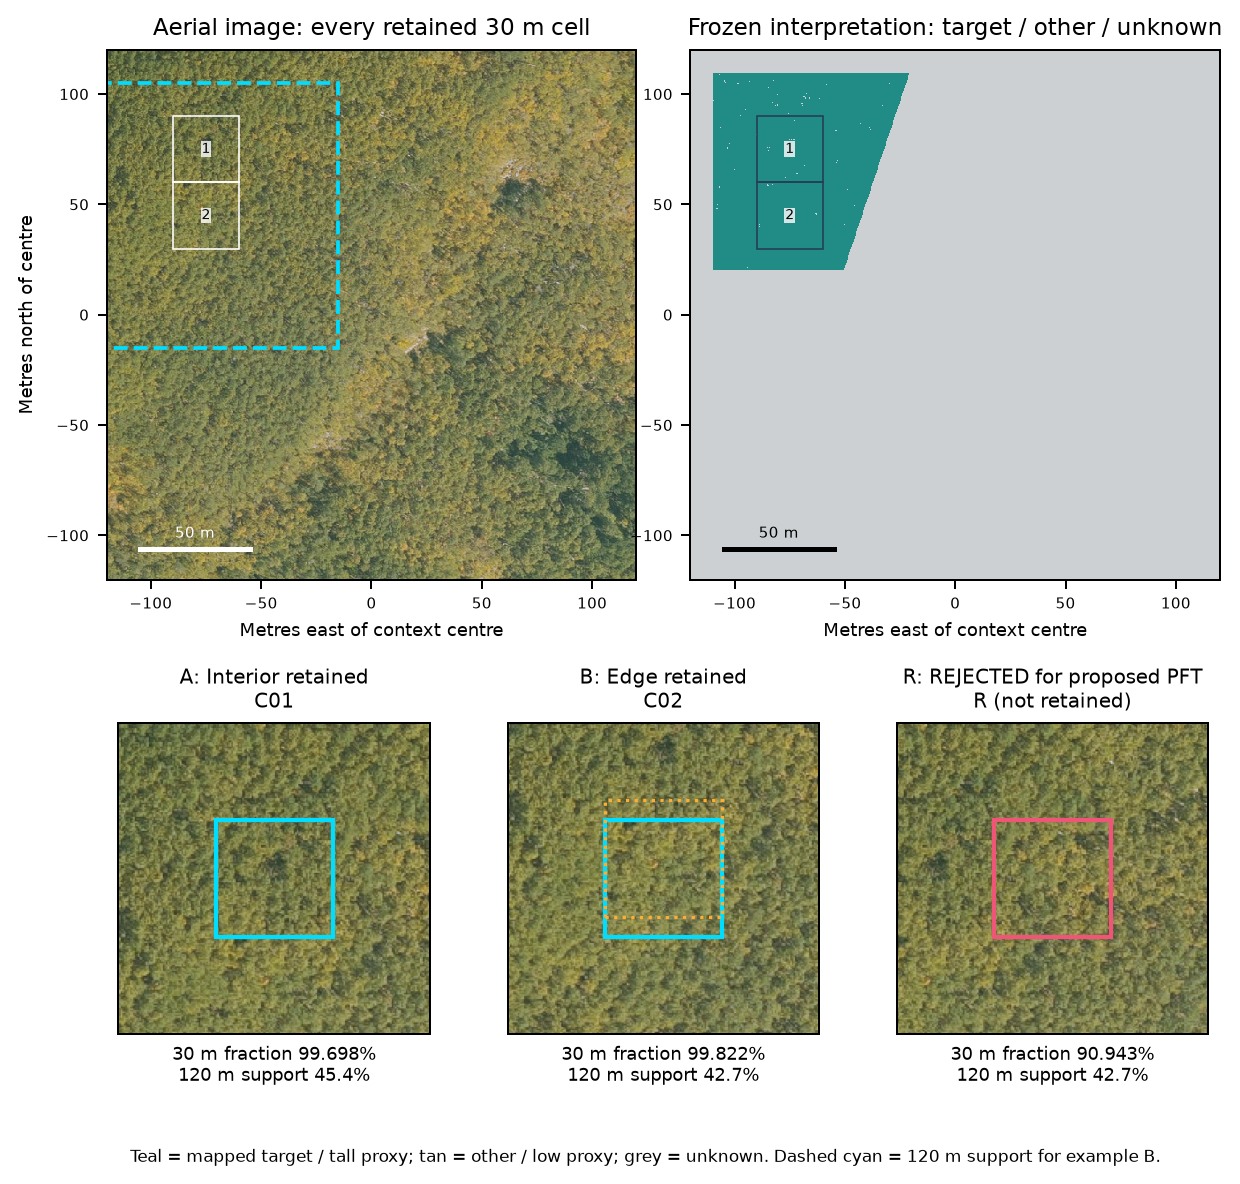 Aerial image: every retained 30 m cell
Frozen interpretation: target / other / unknown
Metres north of centre
100
50
0
−50
−100
1
2
50 m
−100
−50
0
50
100
Metres east of context centre
100
50
0
−50
−100
1
2
50 m
−100
−50
0
50
100
Metres east of context centre
A: Interior retained
C01
30 m fraction 99.698%
120 m support 45.4%
B: Edge retained
C02
30 m fraction 99.822%
120 m support 42.7%
R: REJECTED for proposed PFT
R (not retained)
30 m fraction 90.943%
120 m support 42.7%
Teal = mapped target / tall proxy; tan = other / low proxy; grey = unknown. Dashed cyan = 120 m support for example B.